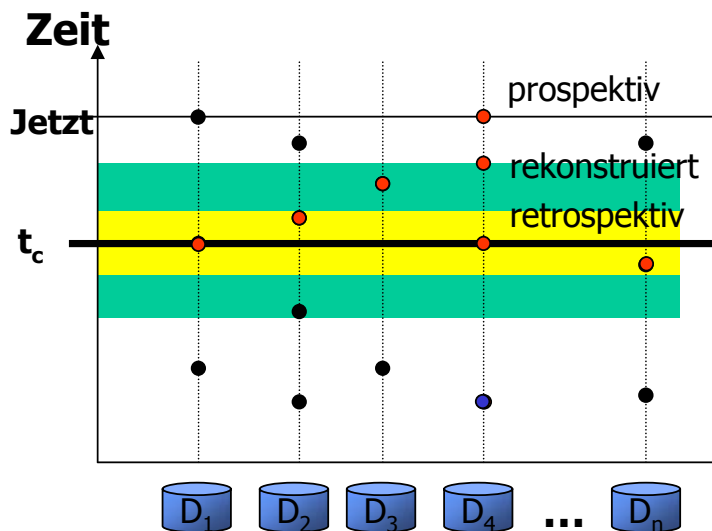 Zeit
prospektiv
Jetzt
rekonstruiert
retrospektiv
tc
D1 D2 D3 D4 ... Dn